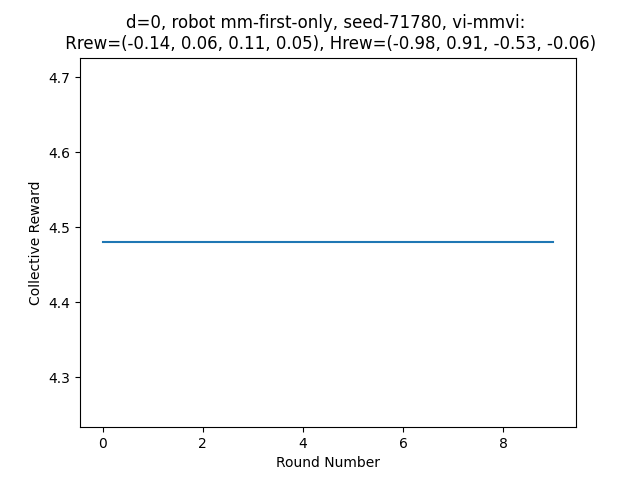 d=0, robot mm-first-only, seed-71780, vi-mmvi:
Rrew=(-0.14, 0.06, 0.11, 0.05), Hrew=(-0.98, 0.91, -0.53, -0.06)
4.7
4.6
4.5
4.4
4.3
Collective Reward
0 2 4 6 8
Round Number